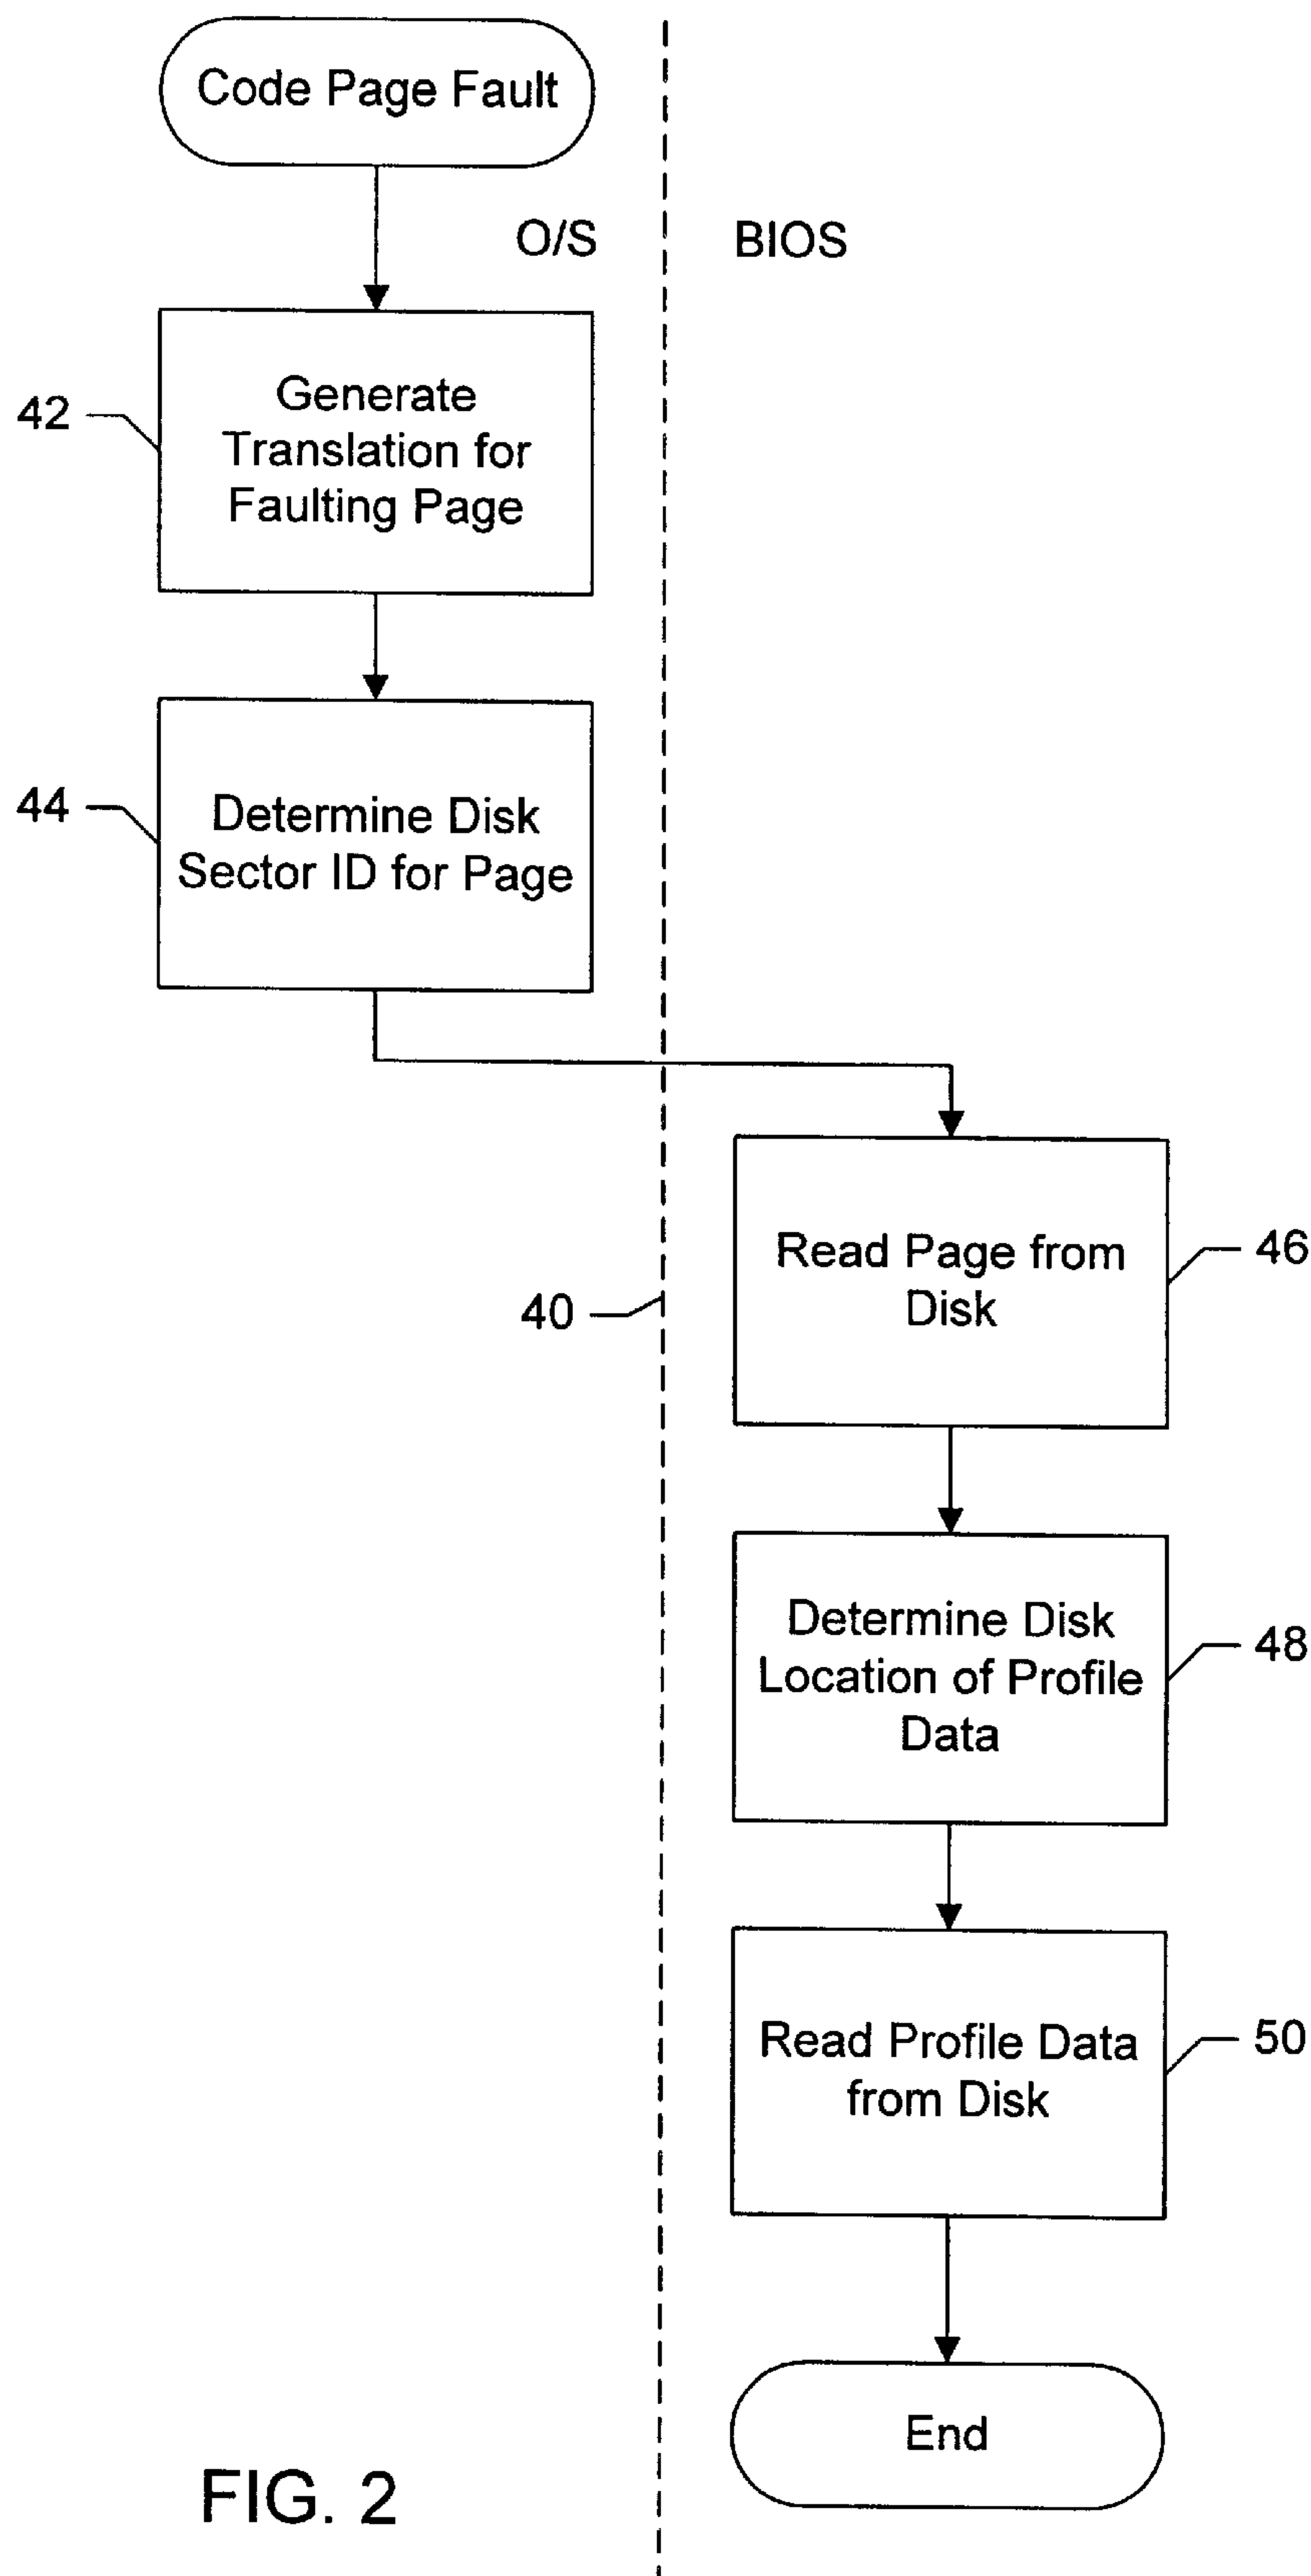 Code Page Fault
O/S
BIOS
42
Generate
Translation for
Faulting Page
44
Determine Disk
Sector ID for Page
46
Read Page from
Disk
40
48
Determine Disk
Location of Profile
Data
50
Read Profile Data
from Disk
End
FIG. 2